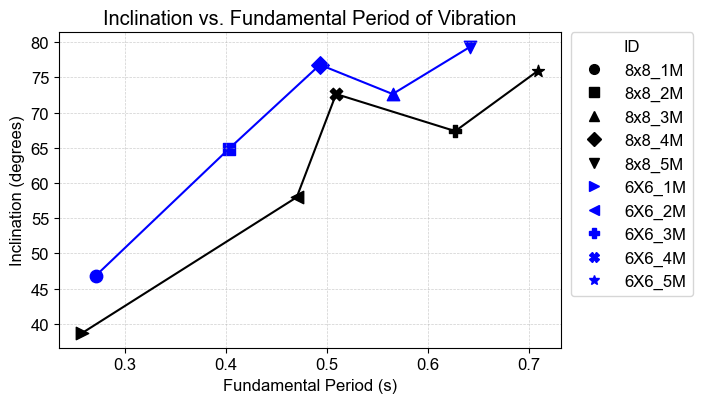 Inclination vs. Fundamental Period of Vibration
80
75
70
65
60
55
50
45
40
Inclination (degrees)
0.3
0.4
0.5
0.6
0.7
Fundamental Period (s)
ID
8x8_1M
8x8_2M
8x8_3M
8x8_4M
8x8_5M
6X6_1M
6X6_2M
6X6_3M
6X6_4M
6X6_5M